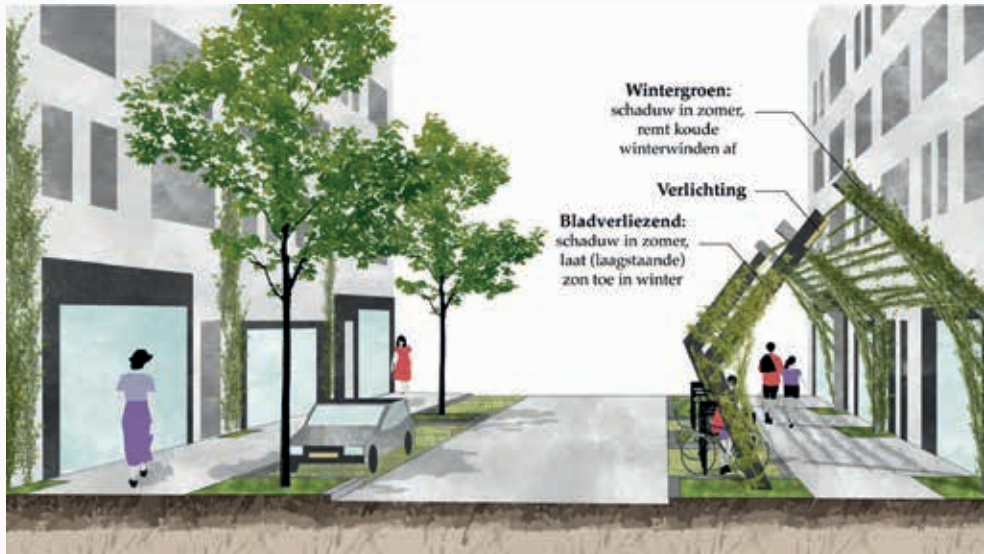 Wintergroen:
schaduw in zomer,
remt koude
winterwinden af
Verlichting
Bladverliezend:
schaduw in zomer,
laat (laagstaande)
zon toe in winter